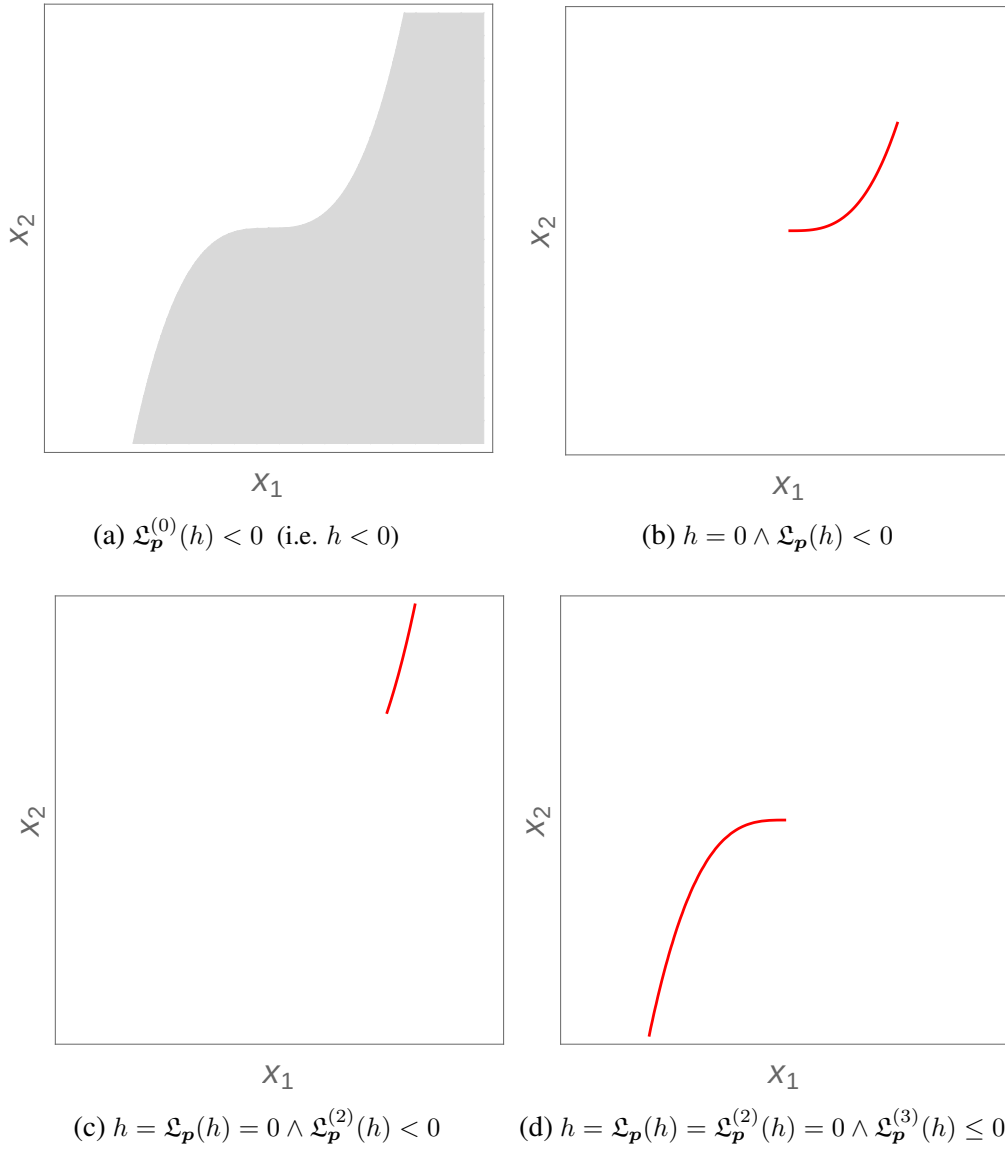 x₂
x₂
x₁
x₁
(a) 𝔏_𝒑^(0)(h) < 0 (i.e. h < 0)
(b) h = 0 ∧ 𝔏_𝒑(h) < 0
x₂
x₂
x₁
x₁
(c) h = 𝔏_𝒑(h) = 0 ∧ 𝔏_𝒑^(2)(h) < 0
(d) h = 𝔏_𝒑(h) = 𝔏_𝒑^(2)(h) = 0 ∧ 𝔏_𝒑^(3)(h) ≤ 0